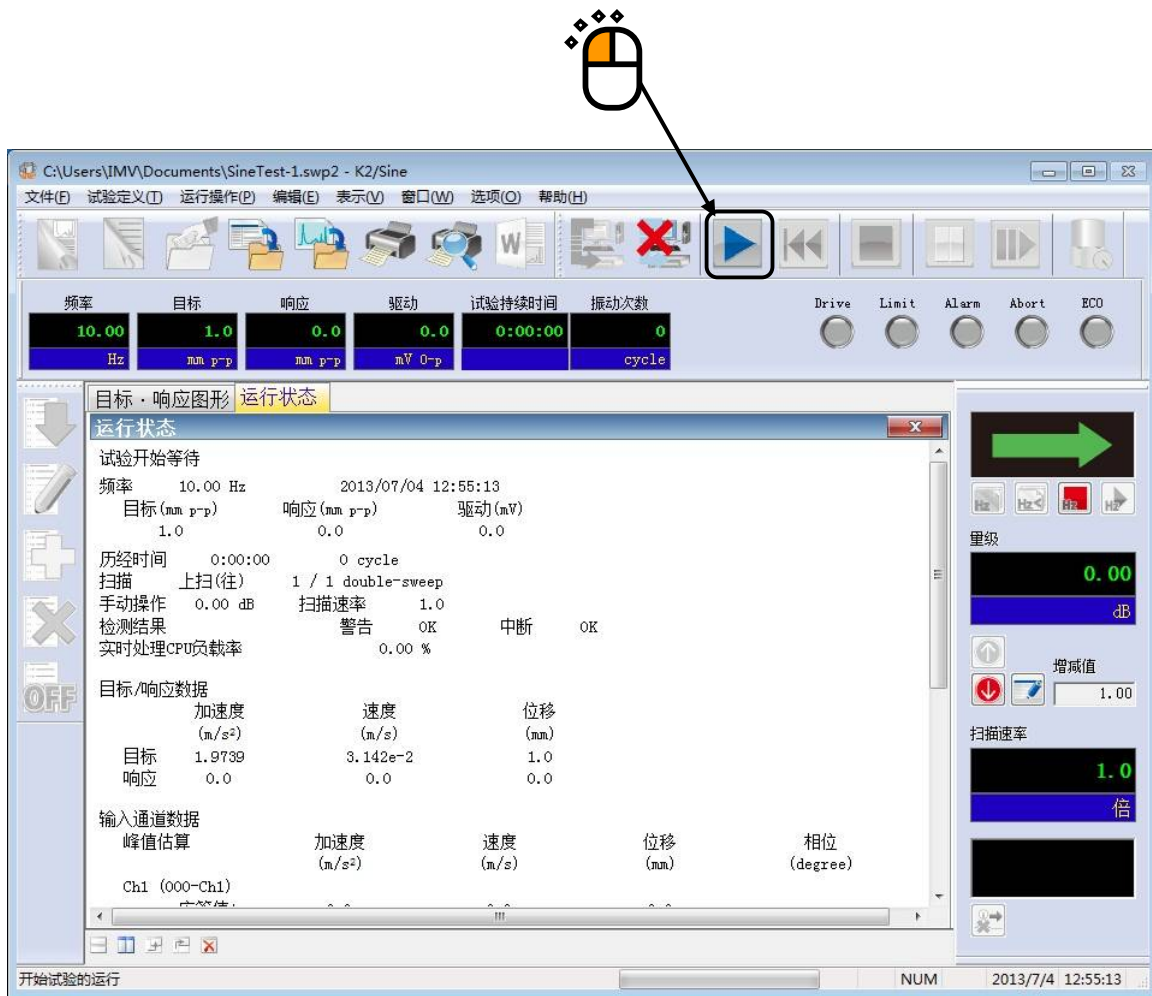 C:\Users\IMV\Documents\SineTest-1.swp2 - K2/Sine
文件(F) 试验定义(T) 运行操作(P) 编辑(E) 表示(V) 窗口(W) 选项(O) 帮助(H)
W
频率 目标 响应 驱动 试验持续时间 振动次数 Drive Limit Alarm Abort ECO
10.00 1.0 0.0 0.0 0:00:00 0
Hz mm p-p mm p-p mV 0-p cycle
目标・响应图形 运行状态
运行状态
试验开始等待
频率 10.00 Hz 2013/07/04 12:55:13
目标(mm p-p) 响应(mm p-p) 驱动(mV)
1.0 0.0 0.0
历经时间 0:00:00 0 cycle
扫描 上扫(往) 1 / 1 double-sweep
手动操作 0.00 dB 扫描速率 1.0
检测结果 警告 OK 中断 OK
实时处理CPU负载率 0.00 %
目标/响应数据
加速度 速度 位移
(m/s²) (m/s) (mm)
目标 1.9739 3.142e-2 1.0
响应 0.0 0.0 0.0
输入通道数据
峰值估算 加速度 速度 位移 相位
(m/s²) (m/s) (mm) (degree)
Ch1 (000-Ch1)
OFF
Hz Hz< Hz Hz
量级
0.00
dB
增减值
1.00
扫描速率
1.0
倍
开始试验的运行 NUM 2013/7/4 12:55:13